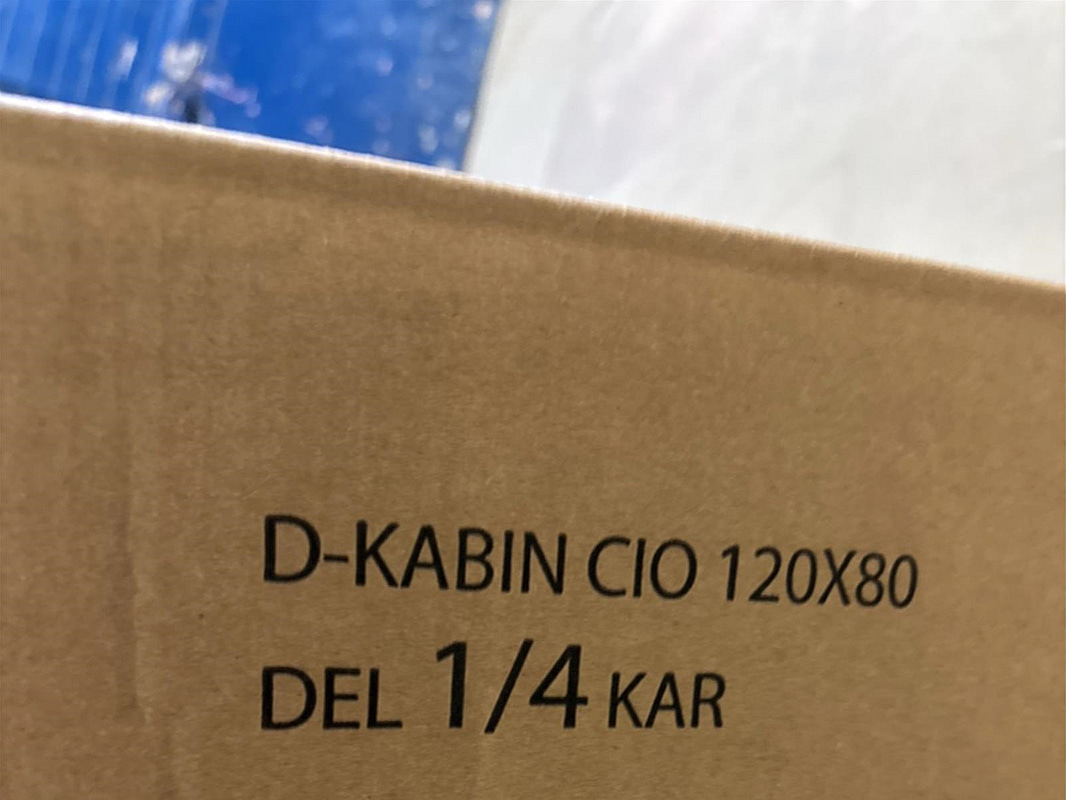 D-KABIN CIO 120X80
DEL 1/4 KAR